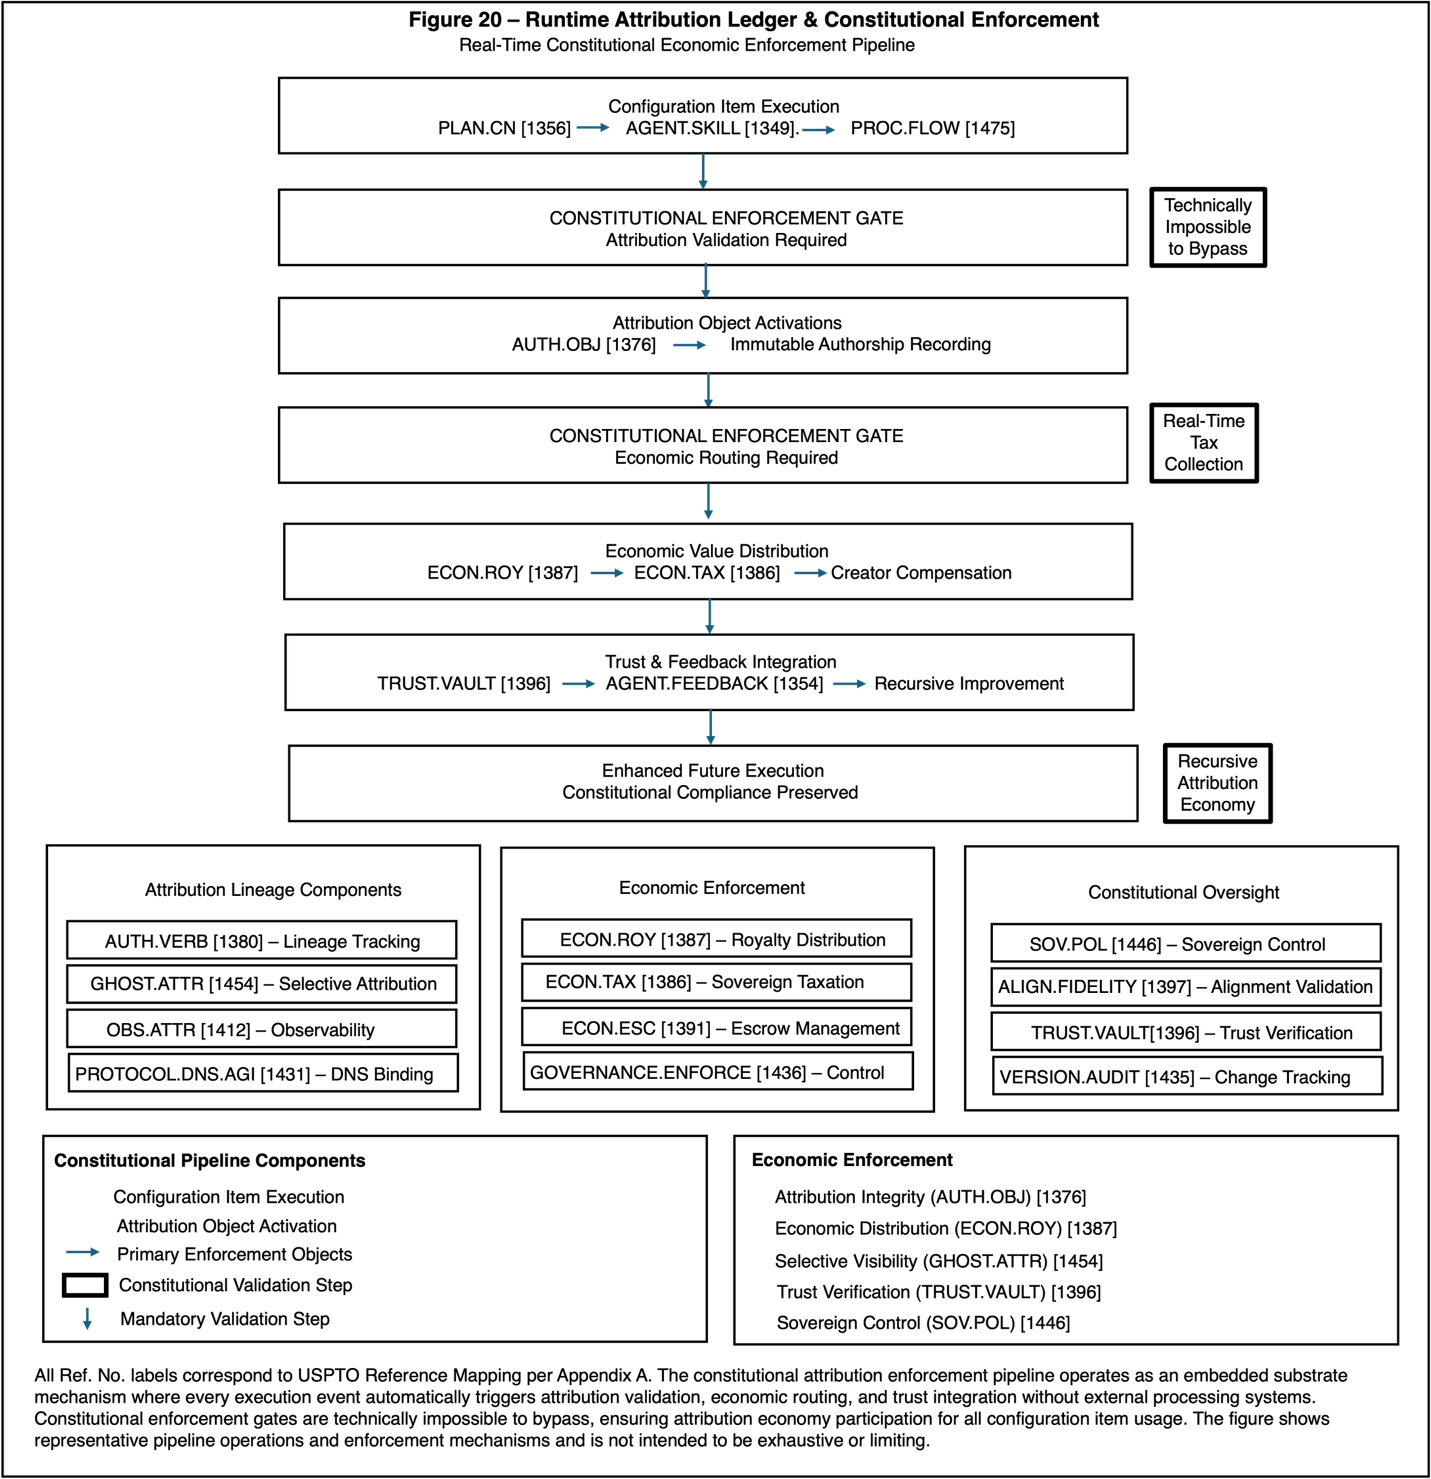 Figure 20 – Runtime Attribution Ledger & Constitutional Enforcement
Real-Time Constitutional Economic Enforcement Pipeline
Configuration Item Execution
PLAN.CN [1356] AGENT.SKILL [1349]. PROC.FLOW [1475]
CONSTITUTIONAL ENFORCEMENT GATE
Attribution Validation Required
Technically
Impossible
to Bypass
Attribution Object Activations
AUTH.OBJ [1376] Immutable Authorship Recording
CONSTITUTIONAL ENFORCEMENT GATE
Economic Routing Required
Real-Time
Tax
Collection
Economic Value Distribution
ECON.ROY [1387] ECON.TAX [1386] Creator Compensation
Trust & Feedback Integration
TRUST.VAULT [1396] AGENT.FEEDBACK [1354] Recursive Improvement
Enhanced Future Execution
Constitutional Compliance Preserved
Recursive
Attribution
Economy
Attribution Lineage Components
AUTH.VERB [1380] – Lineage Tracking
GHOST.ATTR [1454] – Selective Attribution
OBS.ATTR [1412] – Observability
PROTOCOL.DNS.AGI [1431] – DNS Binding
Economic Enforcement
ECON.ROY [1387] – Royalty Distribution
ECON.TAX [1386] – Sovereign Taxation
ECON.ESC [1391] – Escrow Management
GOVERNANCE.ENFORCE [1436] – Control
Constitutional Oversight
SOV.POL [1446] – Sovereign Control
ALIGN.FIDELITY [1397] – Alignment Validation
TRUST.VAULT[1396] – Trust Verification
VERSION.AUDIT [1435] – Change Tracking
Constitutional Pipeline Components
Configuration Item Execution
Attribution Object Activation
Primary Enforcement Objects
Constitutional Validation Step
Mandatory Validation Step
Economic Enforcement
Attribution Integrity (AUTH.OBJ) [1376]
Economic Distribution (ECON.ROY) [1387]
Selective Visibility (GHOST.ATTR) [1454]
Trust Verification (TRUST.VAULT) [1396]
Sovereign Control (SOV.POL) [1446]
All Ref. No. labels correspond to USPTO Reference Mapping per Appendix A. The constitutional attribution enforcement pipeline operates as an embedded substrate
mechanism where every execution event automatically triggers attribution validation, economic routing, and trust integration without external processing systems.
Constitutional enforcement gates are technically impossible to bypass, ensuring attribution economy participation for all configuration item usage. The figure shows
representative pipeline operations and enforcement mechanisms and is not intended to be exhaustive or limiting.